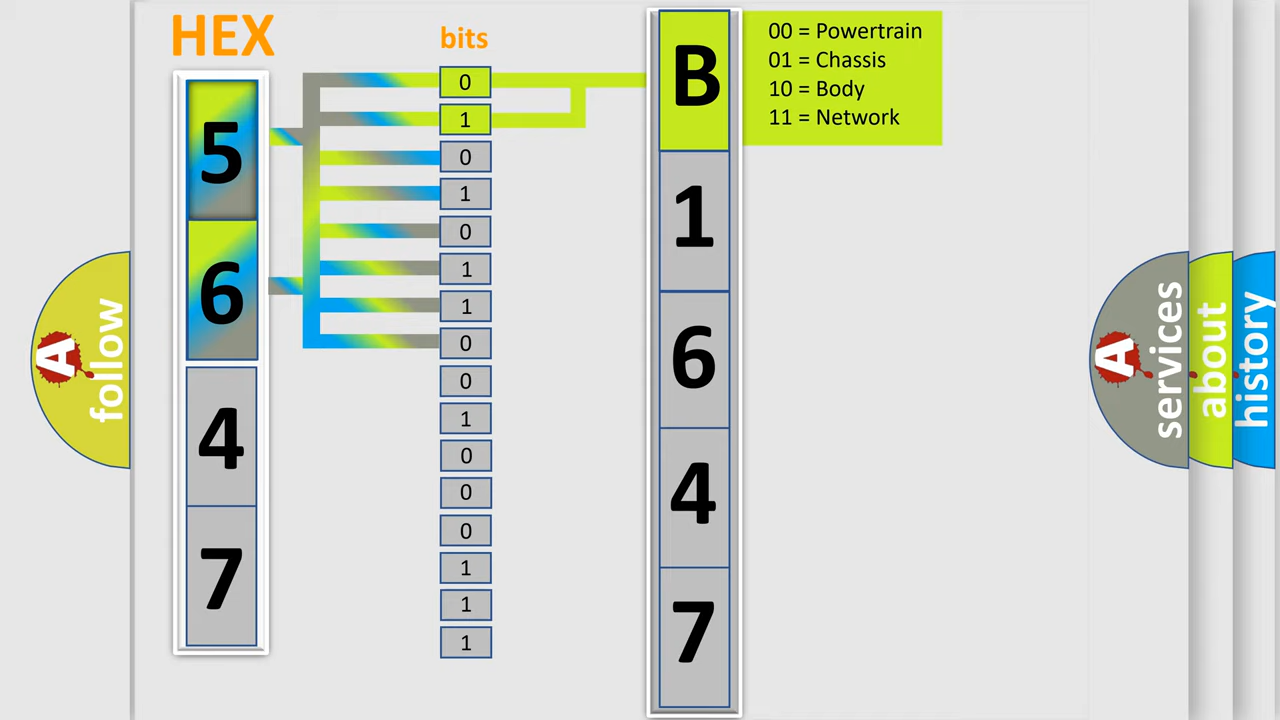 HEX
bits
5
6
4
7
0
1
0
1
0
1
1
0
0
1
0
0
0
1
1
1
B
1
6
4
7
00 = Powertrain
01 = Chassis
10 = Body
11 = Network
A
follow
A
services
about
history